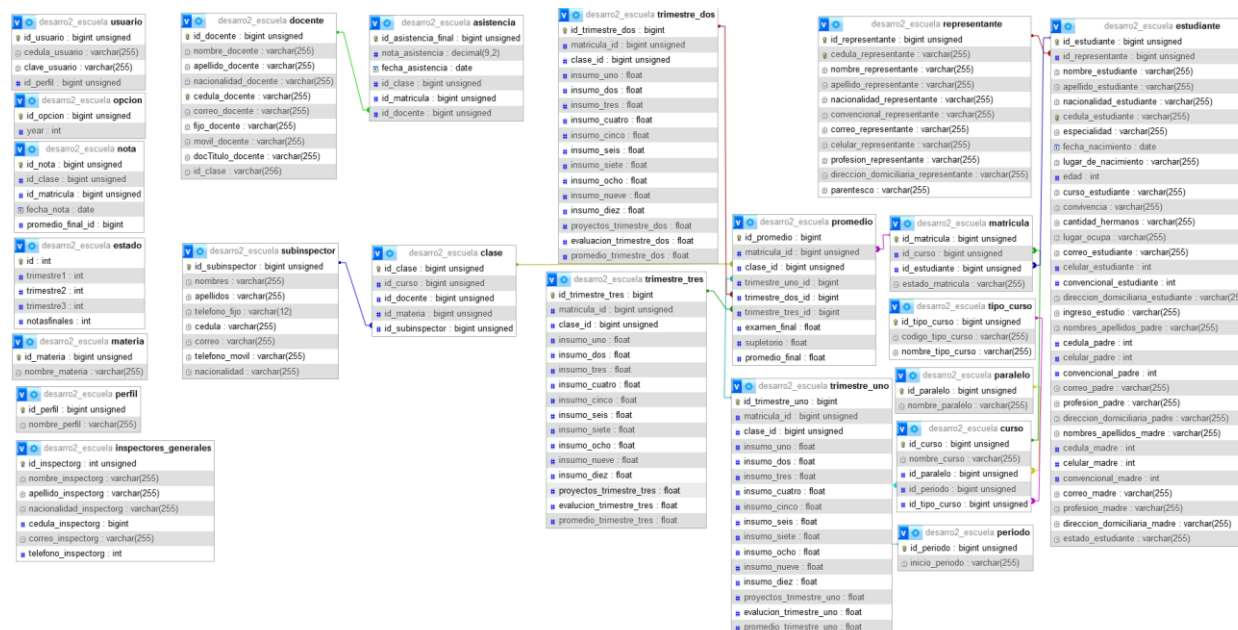 desarro2_escuela usuario
id_usuario : bigint unsigned
cedula_usuario : varchar(255)
clave_usuario : varchar(255)
id_perfil : bigint unsigned
desarro2_escuela opcion
id_opcion : bigint unsigned
year : int
desarro2_escuela nota
id_nota : bigint unsigned
id_clase : bigint unsigned
id_matricula : bigint unsigned
fecha_nota : date
promedio_final_id : bigint
desarro2_escuela estado
id : int
trimestre1 : int
trimestre2 : int
trimestre3 : int
notasfinales : int
desarro2_escuela materia
id_materia : bigint unsigned
nombre_materia : varchar(255)
desarro2_escuela perfil
id_perfil : bigint unsigned
nombre_perfil : varchar(255)
desarro2_escuela inspectores_generales
id_inspectorg : int unsigned
nombre_inspectorg : varchar(255)
apellido_inspectorg : varchar(255)
nacionalidad_inspectorg : varchar(255)
cedula_inspectorg : bigint
correo_inspectorg : varchar(255)
telefono_inspectorg : int
desarro2_escuela docente
id_docente : bigint unsigned
nombre_docente : varchar(255)
apellido_docente : varchar(255)
nacionalidad_docente : varchar(255)
cedula_docente : varchar(255)
correo_docente : varchar(255)
fijo_docente : varchar(255)
movil_docente : varchar(255)
docTitulo_docente : varchar(255)
id_clase : varchar(256)
desarro2_escuela subinspector
id_subinspector : bigint unsigned
nombres : varchar(255)
apellidos : varchar(255)
telefono_fijo : varchar(12)
cedula : varchar(255)
correo : varchar(255)
telefono_movil : varchar(255)
nacionalidad : varchar(255)
desarro2_escuela asistencia
id_asistencia_final : bigint unsigned
nota_asistencia : decimal(9,2)
fecha_asistencia : date
id_clase : bigint unsigned
id_matricula : bigint unsigned
id_docente : bigint unsigned
desarro2_escuela clase
id_clase : bigint unsigned
id_curso : bigint unsigned
id_docente : bigint unsigned
id_materia : bigint unsigned
id_subinspector : bigint unsigned
desarro2_escuela trimestre_dos
id_trimestre_dos : bigint
matricula_id : bigint unsigned
clase_id : bigint unsigned
insumo_uno : float
insumo_dos : float
insumo_tres : float
insumo_cuatro : float
insumo_cinco : float
insumo_seis : float
insumo_siete : float
insumo_ocho : float
insumo_nueve : float
insumo_diez : float
proyectos_trimestre_dos : float
evaluacion_trimestre_dos : float
promedio_trimestre_dos : float
desarro2_escuela trimestre_tres
id_trimestre_tres : bigint
matricula_id : bigint unsigned
clase_id : bigint unsigned
insumo_uno : float
insumo_dos : float
insumo_tres : float
insumo_cuatro : float
insumo_cinco : float
insumo_seis : float
insumo_siete : float
insumo_ocho : float
insumo_nueve : float
insumo_diez : float
proyectos_trimestre_tres : float
evalucion_trimestre_tres : float
promedio_trimestre_tres : float
desarro2_escuela promedio
id_promedio : bigint
matricula_id : bigint unsigned
clase_id : bigint unsigned
trimestre_uno_id : bigint
trimestre_dos_id : bigint
trimestre_tres_id : bigint
examen_final : float
supletorio : float
promedio_final : float
desarro2_escuela trimestre_uno
id_trimestre_uno : bigint
matricula_id : bigint unsigned
clase_id : bigint unsigned
insumo_uno : float
insumo_dos : float
insumo_tres : float
insumo_cuatro : float
insumo_cinco : float
insumo_seis : float
insumo_siete : float
insumo_ocho : float
insumo_nueve : float
insumo_diez : float
proyectos_trimestre_uno : float
evalucion_trimestre_uno : float
promedio_trimestre_uno : float
desarro2_escuela representante
id_representante : bigint unsigned
cedula_representante : varchar(255)
nombre_representante : varchar(255)
apellido_representante : varchar(255)
nacionalidad_representante : varchar(255)
convencional_representante : varchar(255)
correo_representante : varchar(255)
celular_representante : varchar(255)
profesion_representante : varchar(255)
direccion_domiciliaria_representante : varchar(255)
parentesco : varchar(255)
desarro2_escuela matricula
id_matricula : bigint unsigned
id_curso : bigint unsigned
id_estudiante : bigint unsigned
estado_matricula : varchar(255)
desarro2_escuela tipo_curso
id_tipo_curso : bigint unsigned
codigo_tipo_curso : varchar(255)
nombre_tipo_curso : varchar(255)
desarro2_escuela paralelo
id_paralelo : bigint unsigned
nombre_paralelo : varchar(255)
desarro2_escuela curso
id_curso : bigint unsigned
nombre_curso : varchar(255)
id_paralelo : bigint unsigned
id_periodo : bigint unsigned
id_tipo_curso : bigint unsigned
desarro2_escuela periodo
id_periodo : bigint unsigned
inicio_periodo : varchar(255)
desarro2_escuela estudiante
id_estudiante : bigint unsigned
id_representante : bigint unsigned
nombre_estudiante : varchar(255)
apellido_estudiante : varchar(255)
nacionalidad_estudiante : varchar(255)
cedula_estudiante : varchar(255)
especialidad : varchar(255)
fecha_nacimiento : date
lugar_de_nacimiento : varchar(255)
edad : int
curso_estudiante : varchar(255)
convivencia : varchar(255)
cantidad_hermanos : varchar(255)
lugar_ocupa : varchar(255)
correo_estudiante : varchar(255)
celular_estudiante : int
convencional_estudiante : int
direccion_domiciliaria_estudiante : varchar(25
ingreso_estudio : varchar(255)
nombres_apellidos_padre : varchar(255)
cedula_padre : int
celular_padre : int
convencional_padre : int
correo_padre : varchar(255)
profesion_padre : varchar(255)
direccion_domiciliaria_padre : varchar(255)
nombres_apellidos_madre : varchar(255)
cedula_madre : int
celular_madre : int
convencional_madre : int
correo_madre : varchar(255)
profesion_madre : varchar(255)
direccion_domiciliaria_madre : varchar(255)
estado_estudiante : varchar(255)